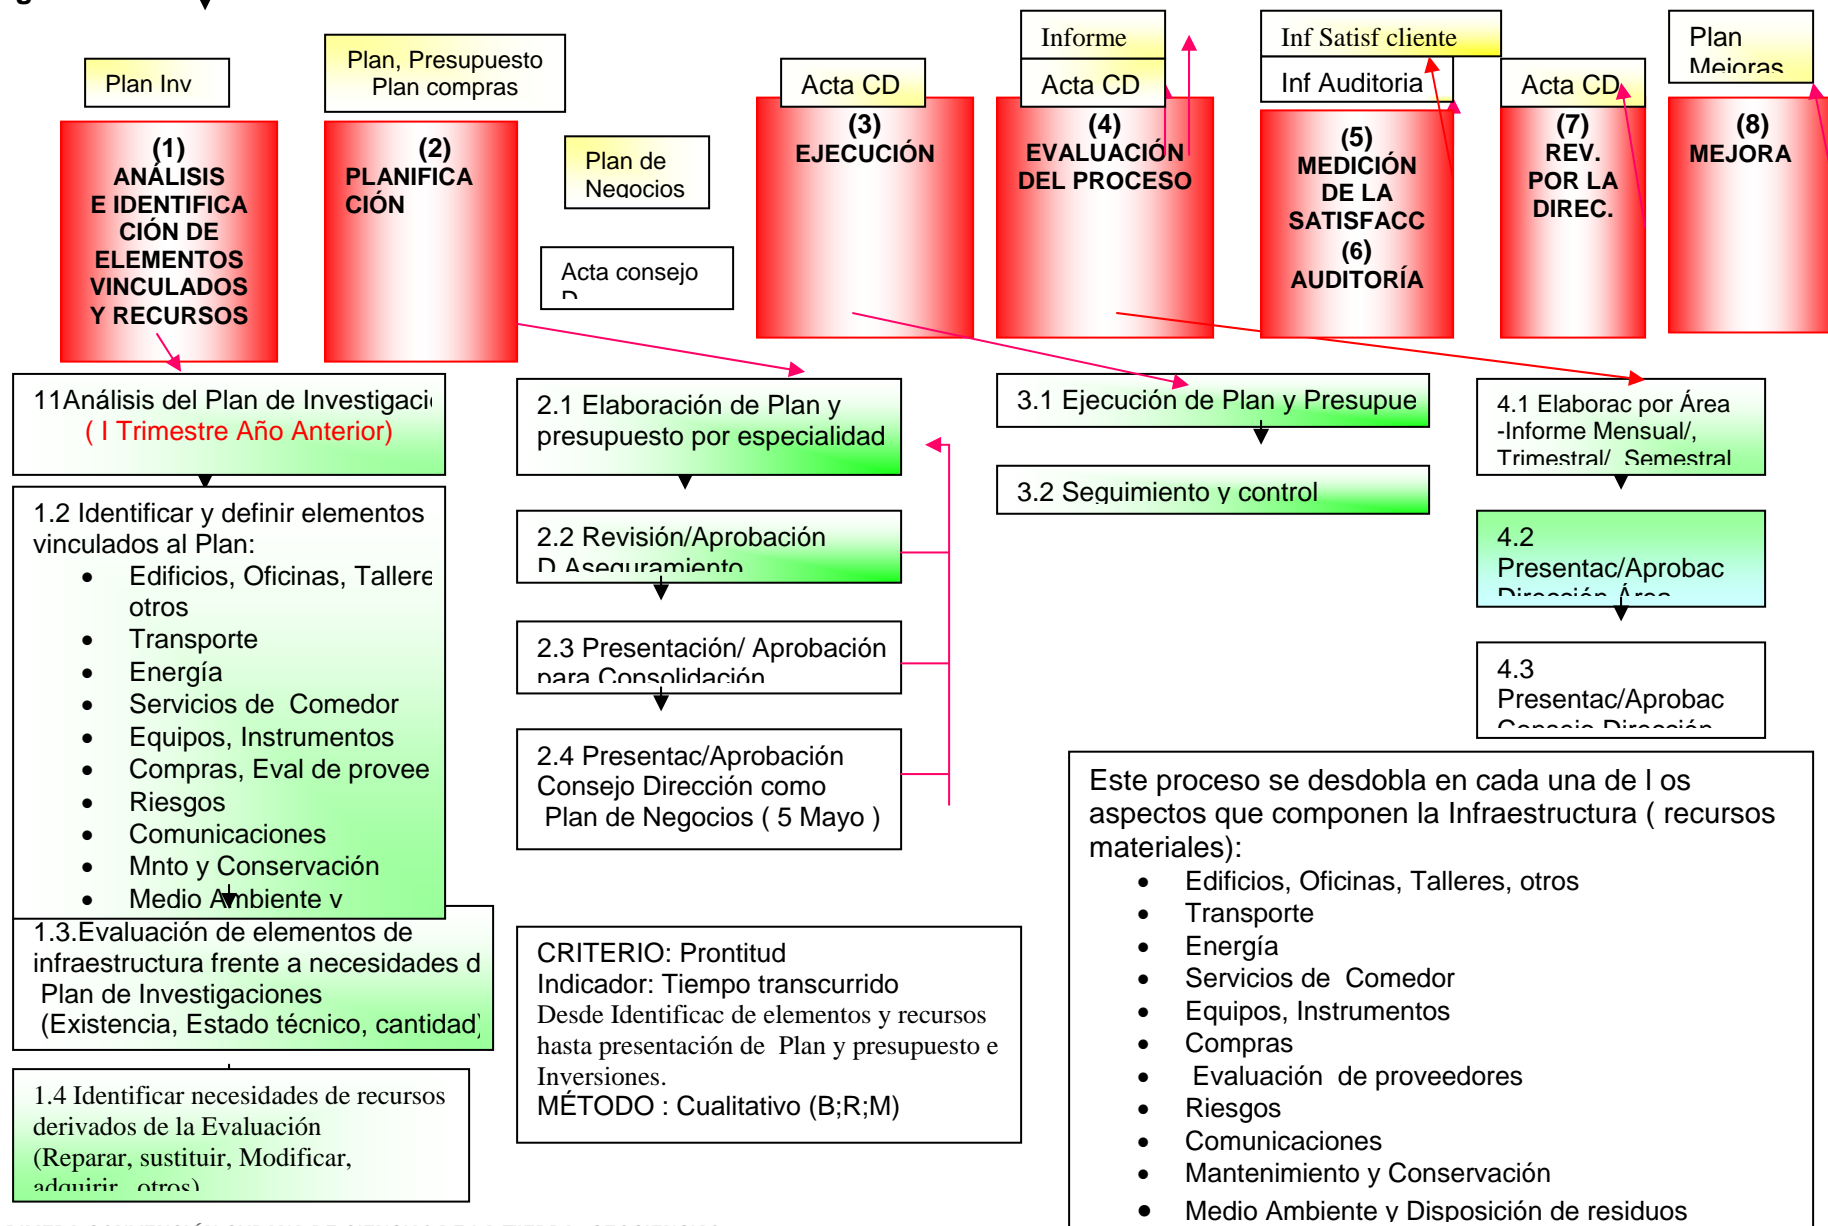 Plan Inv
Plan, Presupuesto
Plan compras
Plan de
Negocios
Acta consejo
D
Acta CD
Informe
Acta CD
Inf Satisf cliente
Inf Auditoria
Acta CD
Plan
Mejoras
(1)
ANÁLISIS
E IDENTIFICA
CIÓN DE
ELEMENTOS
VINCULADOS
Y RECURSOS
(2)
PLANIFICA
CIÓN
(3)
EJECUCIÓN
(4)
EVALUACIÓN
DEL PROCESO
(5)
MEDICIÓN
DE LA
SATISFACC
(6)
AUDITORÍA
(7)
REV.
POR LA
DIREC.
(8)
MEJORA
11Análisis del Plan de Investigaci
( I Trimestre Año Anterior)
1.2 Identificar y definir elementos
vinculados al Plan:
• Edificios, Oficinas, Tallere
otros
• Transporte
• Energía
• Servicios de Comedor
• Equipos, Instrumentos
• Compras, Eval de provee
• Riesgos
• Comunicaciones
• Mnto y Conservación
• Medio Ambiente y
1.3.Evaluación de elementos de
infraestructura frente a necesidades d
Plan de Investigaciones
(Existencia, Estado técnico, cantidad)
1.4 Identificar necesidades de recursos
derivados de la Evaluación
(Reparar, sustituir, Modificar,
adquirir, otros)
2.1 Elaboración de Plan y
presupuesto por especialidad
2.2 Revisión/Aprobación
D Aseguramiento
2.3 Presentación/ Aprobación
para Consolidación
2.4 Presentac/Aprobación
Consejo Dirección como
Plan de Negocios ( 5 Mayo )
CRITERIO: Prontitud
Indicador: Tiempo transcurrido
Desde Identificac de elementos y recursos
hasta presentación de Plan y presupuesto e
Inversiones.
MÉTODO : Cualitativo (B;R;M)
3.1 Ejecución de Plan y Presupue
3.2 Seguimiento y control
4.1 Elaborac por Área
-Informe Mensual/,
Trimestral/ Semestral
4.2
Presentac/Aprobac
Dirección Área
4.3
Presentac/Aprobac
Consejo Dirección
Este proceso se desdobla en cada una de l os
aspectos que componen la Infraestructura ( recursos
materiales):
• Edificios, Oficinas, Talleres, otros
• Transporte
• Energía
• Servicios de Comedor
• Equipos, Instrumentos
• Compras
• Evaluación de proveedores
• Riesgos
• Comunicaciones
• Mantenimiento y Conservación
• Medio Ambiente y Disposición de residuos